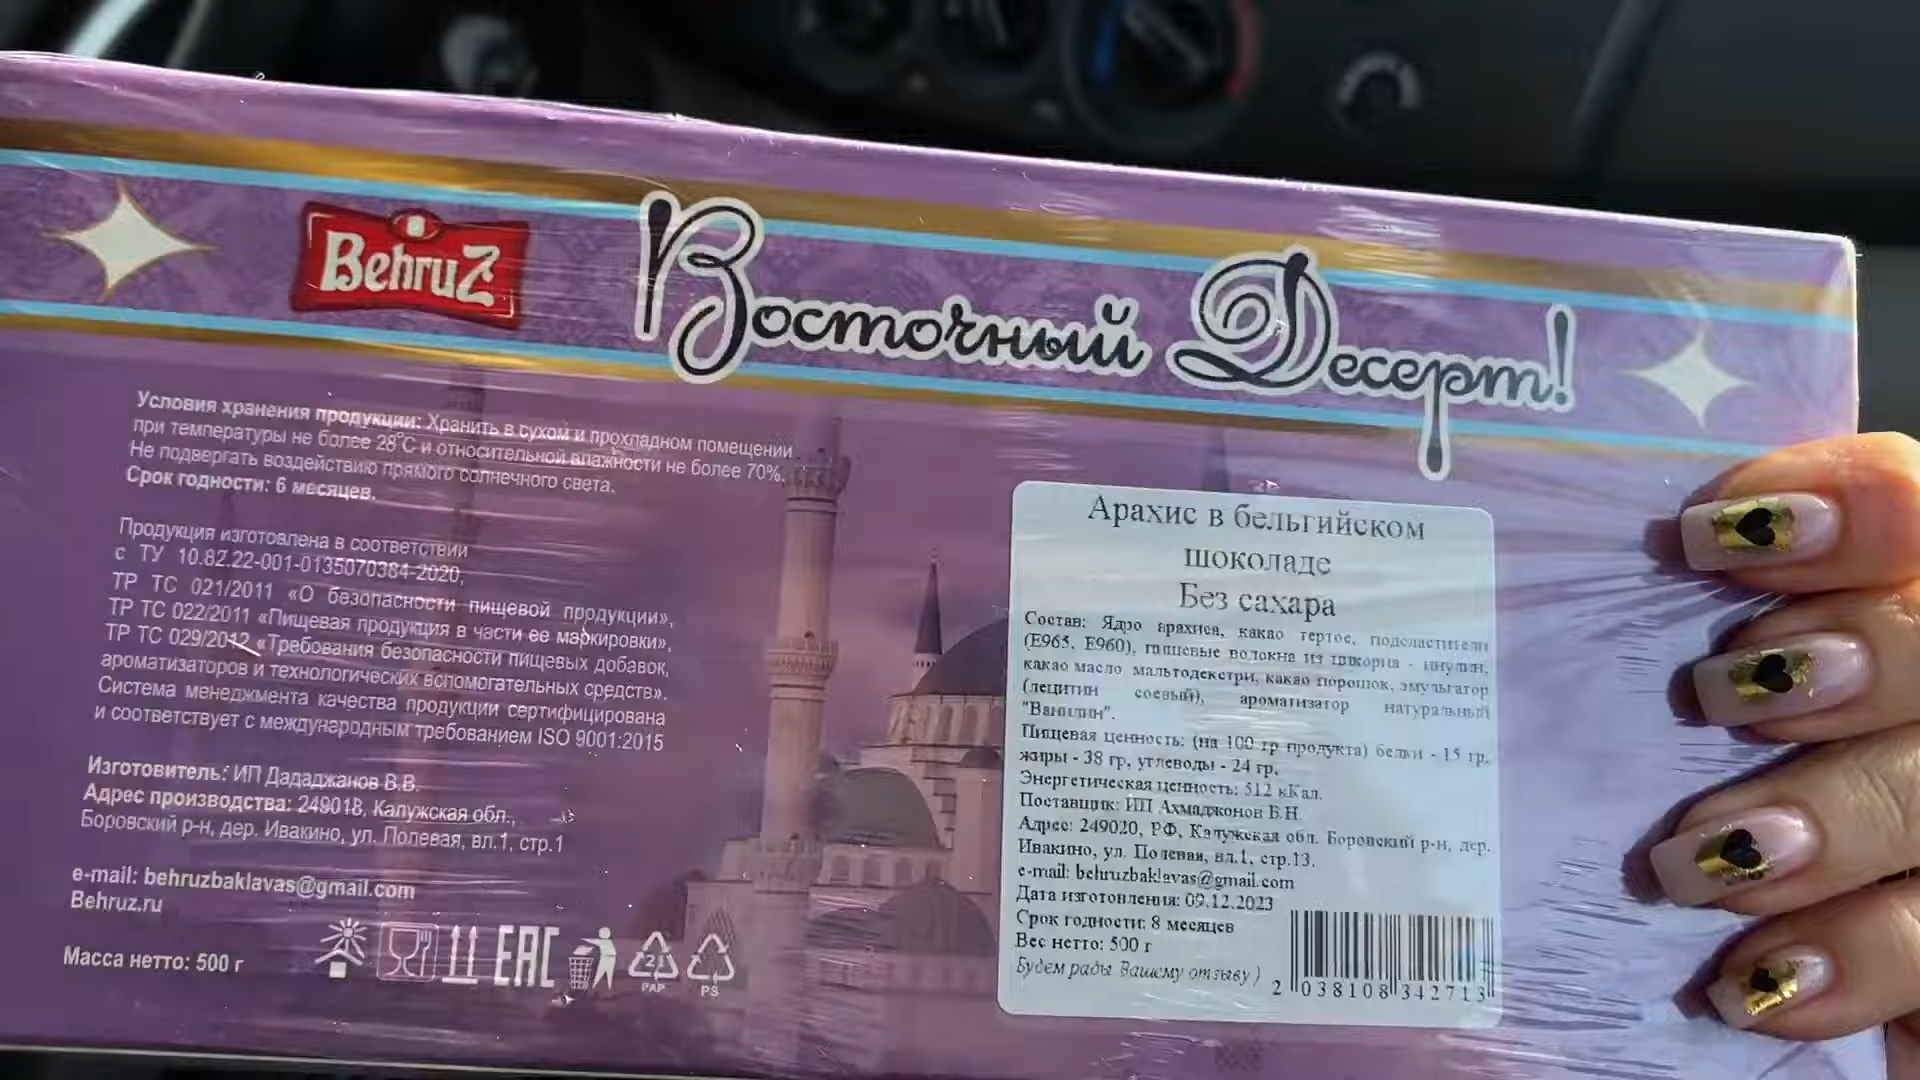 BehruZ
Восточный Десерт!
Условия хранения продукции: Хранить в сухом и прохладном помещении
при температуры не более 28°С и относительной влажности не более 70%.
Не подвергать воздействию прямого солнечного света.
Срок годности: 6 месяцев.
Продукция изготовлена в соответствии
с ТУ 10.82.22-001-0135070384-2020,
ТР ТС 021/2011 «О безопасности пищевой продукции»,
ТР ТС 022/2011 «Пищевая продукция в части ее маркировки»,
ТР ТС 029/2012 «Требования безопасности пищевых добавок,
ароматизаторов и технологических вспомогательных средств».
Система менеджмента качества продукции сертифицирована
и соответствует с международным требованием ISO 9001:2015
Изготовитель: ИП Дададжанов В.В.
Адрес производства: 249018, Калужская обл.,
Боровский р-н, дер. Ивакино, ул. Полевая, вл.1, стр.1
e-mail: behruzbaklavas@gmail.com
Behruz.ru
Масса нетто: 500 г
EAC
21
PAP
PS
Арахис в бельгийском
шоколаде
Без сахара
Состав: Ядро арахиса, какао тертое, подсластители
(Е965, Е960), пищевые волокна из цикория - инулин,
какао масло мальтодекстри, какао порошок, эмульгатор
(лецитин соевый), ароматизатор натуральный
"Ванилин".
Пищевая ценность: (на 100 гр продукта) белки - 15 гр,
жиры - 38 гр, углеводы - 24 гр,
Энергетическая ценность: 512 кКал.
Поставщик: ИП Ахмаджонов Б.Н.
Адрес: 249020, РФ, Калужская обл. Боровский р-н, дер.
Ивакино, ул. Полевая, вл.1, стр.13.
e-mail: behruzbaklavas@gmail.com
Дата изготовления: 09.12.2023
Срок годности: 8 месяцев
Вес нетто: 500 г
Будем рады Вашему отзыву )
2 038108 342713